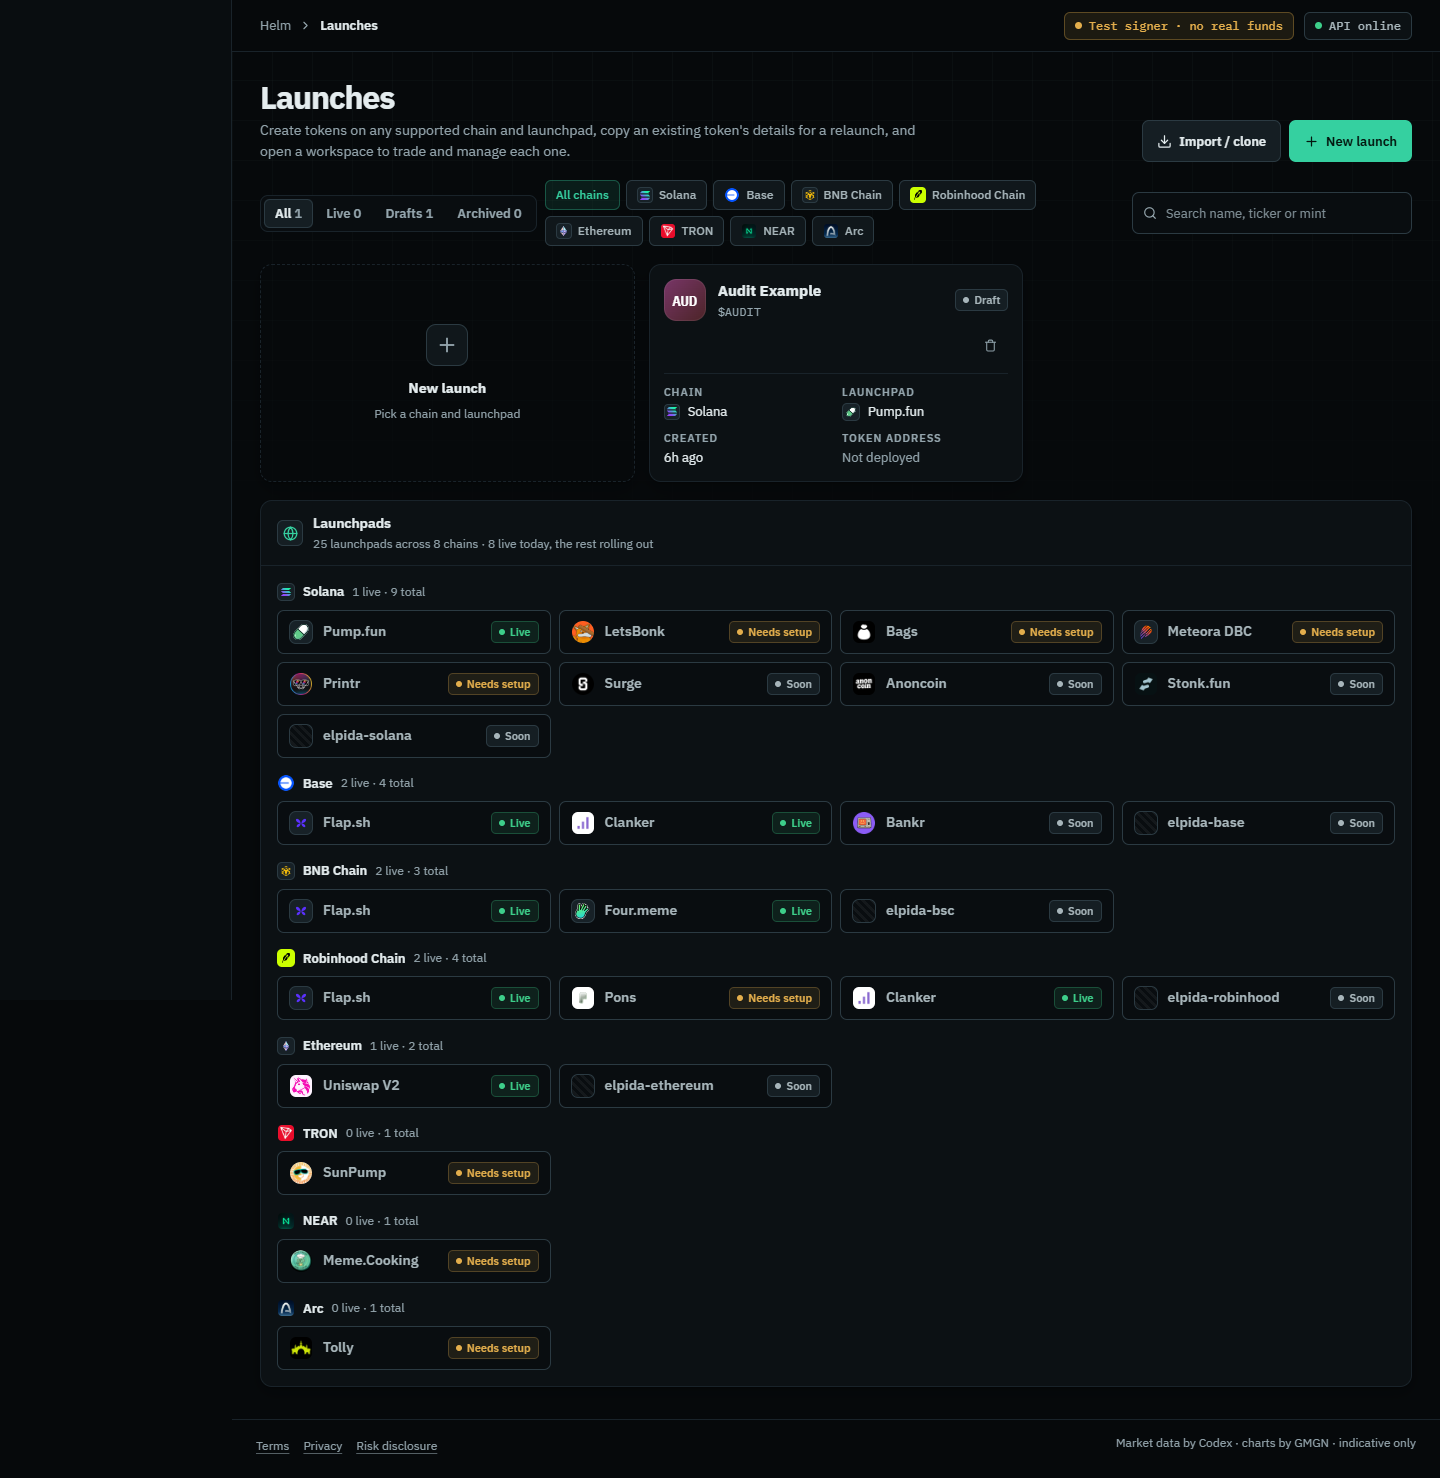 Helm > Launches
Test signer · no real funds
API online
Launches
Create tokens on any supported chain and launchpad, copy an existing token's details for a relaunch, and
open a workspace to trade and manage each one.
Import / clone
New launch
All 1 Live 0 Drafts 1 Archived 0
All chains Solana Base BNB Chain Robinhood Chain
Ethereum TRON NEAR Arc
Search name, ticker or mint
New launch
Pick a chain and launchpad
AUD
Audit Example
$AUDIT
Draft
CHAIN LAUNCHPAD
Solana Pump.fun
CREATED TOKEN ADDRESS
6h ago Not deployed
Launchpads
25 launchpads across 8 chains · 8 live today, the rest rolling out
Solana 1 live · 9 total
Pump.fun Live LetsBonk Needs setup Bags Needs setup Meteora DBC Needs setup
Printr Needs setup Surge Soon anon coin Anoncoin Soon Stonk.fun Soon
elpida-solana Soon
Base 2 live · 4 total
Flap.sh Live Clanker Live Bankr Soon elpida-base Soon
BNB Chain 2 live · 3 total
Flap.sh Live Four.meme Live elpida-bsc Soon
Robinhood Chain 2 live · 4 total
Flap.sh Live Pons Needs setup Clanker Live elpida-robinhood Soon
Ethereum 1 live · 2 total
Uniswap V2 Live elpida-ethereum Soon
TRON 0 live · 1 total
SunPump Needs setup
NEAR 0 live · 1 total
Meme.Cooking Needs setup
Arc 0 live · 1 total
Tolly Needs setup
Terms Privacy Risk disclosure
Market data by Codex · charts by GMGN · indicative only